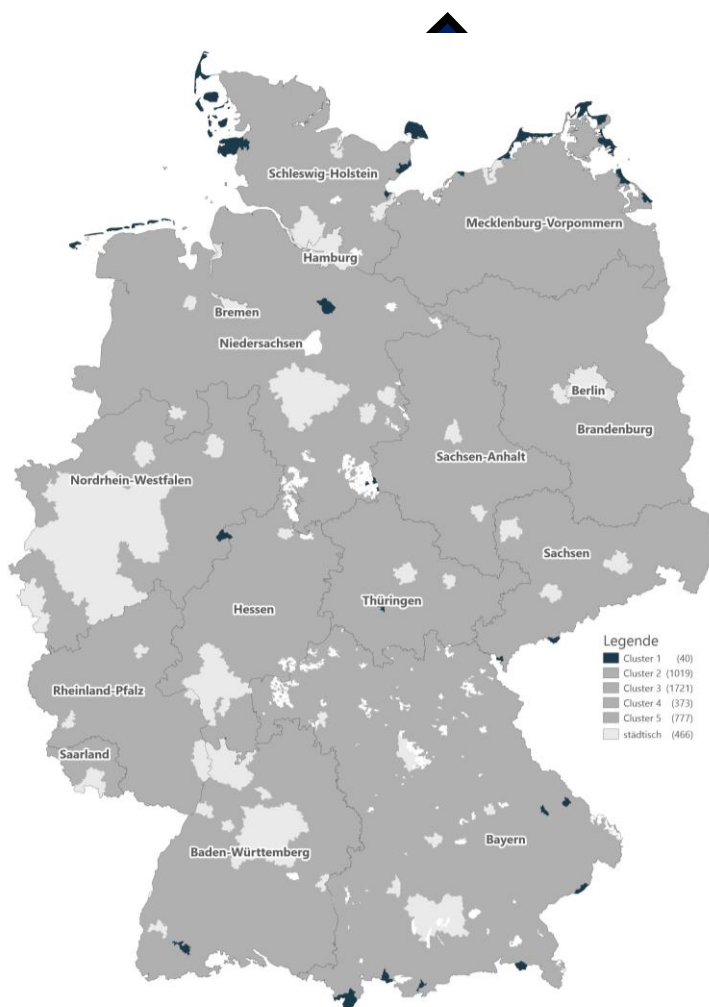 Schleswig-Holstein
Mecklenburg-Vorpommern
Hamburg
Bremen
Niedersachsen
Berlin
Brandenburg
Sachsen-Anhalt
Nordrhein-Westfalen
Sachsen
Thüringen
Hessen
Legende
Cluster 1 (40)
Cluster 2 (1019)
Cluster 3 (1721)
Cluster 4 (373)
Cluster 5 (777)
städtisch (466)
Rheinland-Pfalz
Saarland
Bayern
Baden-Württemberg